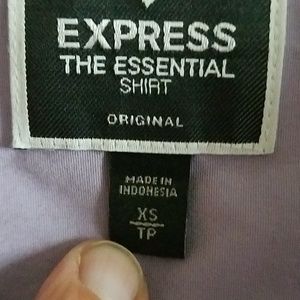 EXPRESS
THE ESSENTIAL
SHIRT
ORIGINAL
MADE IN
INDONESIA
XS
TP